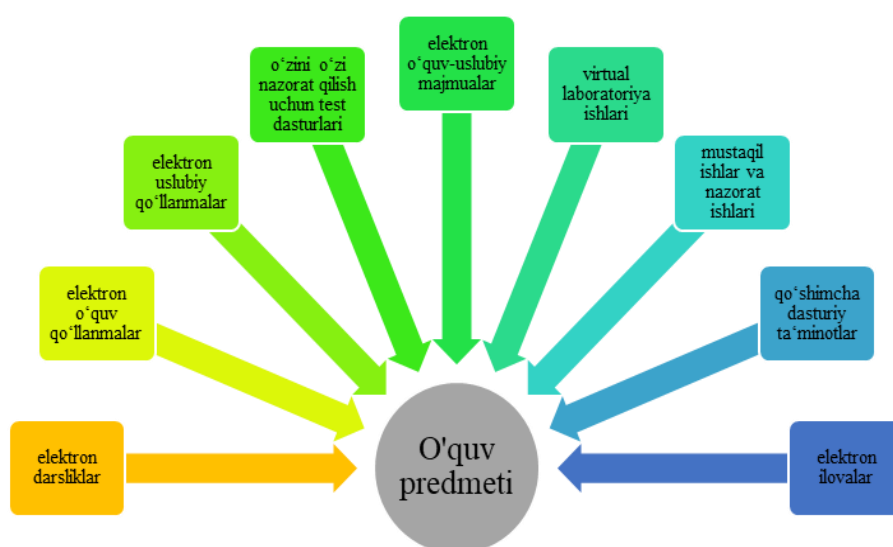 elektron
darsliklar
elektron
o‘quv
qo‘llanmalar
elektron
uslubiy
qo‘llanmalar
o‘zini o‘zi
nazorat qilish
uchun test
dasturlari
elektron
o‘quv-uslubiy
majmualar
virtual
laboratoriya
ishlari
mustaqil
ishlar va
nazorat
ishlari
qo‘shimcha
dasturiy
ta‘minotlar
elektron
ilovalar
O'quv
predmeti